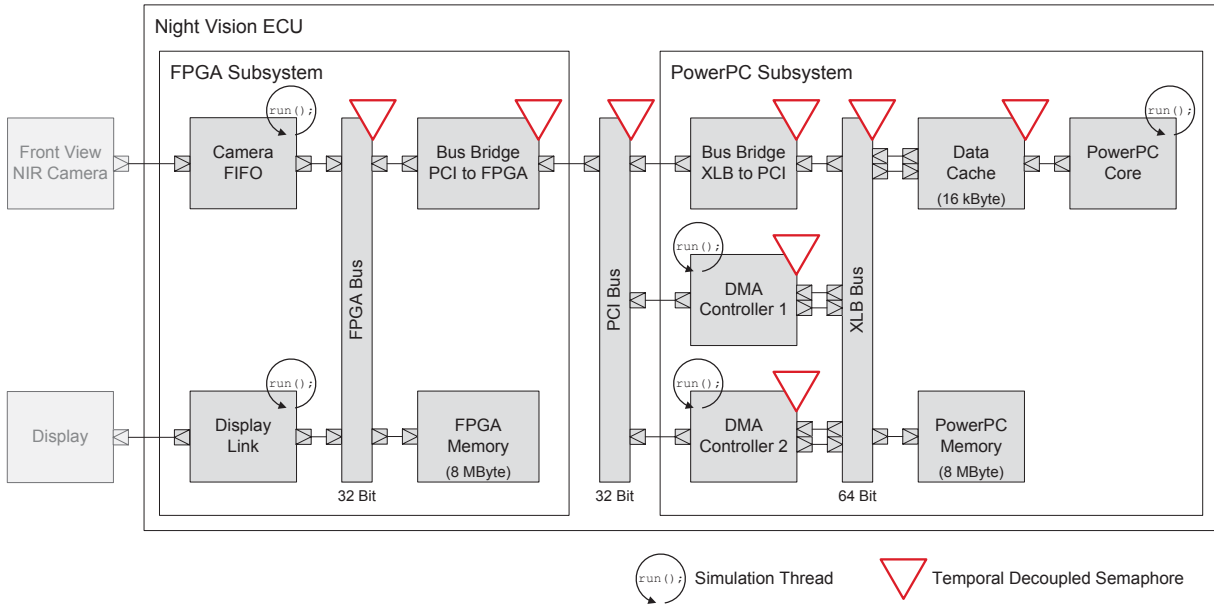 Night Vision ECU
FPGA Subsystem
PowerPC Subsystem
run();
run();
Front View
NIR Camera
Camera
FIFO
FPGA Bus
Bus Bridge
PCI to FPGA
PCI Bus
Bus Bridge
XLB to PCI
XLB Bus
Data
Cache
(16 kByte)
PowerPC
Core
run();
DMA
Controller 1
run();
run();
Display
Display
Link
FPGA
Memory
(8 MByte)
DMA
Controller 2
PowerPC
Memory
(8 MByte)
32 Bit
32 Bit
64 Bit
run();
Simulation Thread
Temporal Decoupled Semaphore